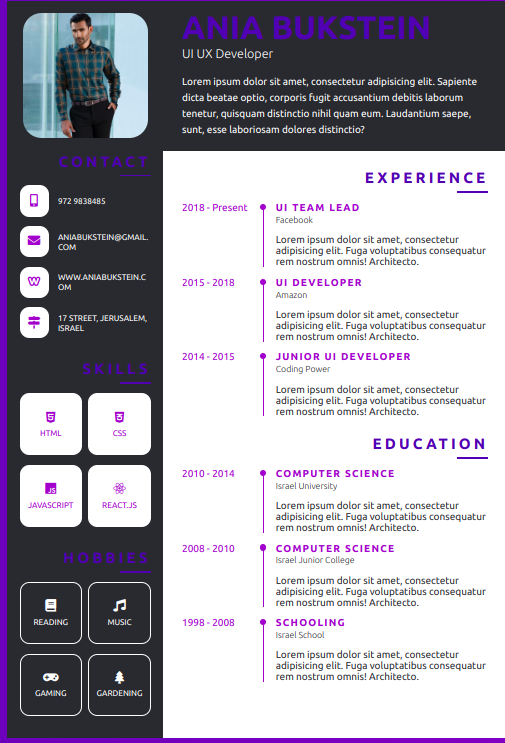 ANIA BUKSTEIN
UI UX Developer
Lorem ipsum dolor sit amet, consectetur adipisicing elit. Sapiente
dicta beatae optio, corporis fugit accusantium debitis laborum
tenetur, quisquam distinctio nihil quam eum. Laudantium saepe,
sunt, esse laboriosam dolores distinctio?
CONTACT
972 9838485
ANIABUKSTEIN@GMAIL.
COM
WWW.ANIABUKSTEIN.C
OM
17 STREET, JERUSALEM,
ISRAEL
SKILLS
HTML
CSS
JS
JAVASCRIPT
REACT.JS
HOBBIES
READING
MUSIC
GAMING
GARDENING
EXPERIENCE
2018 - Present
UI TEAM LEAD
Facebook
Lorem ipsum dolor sit amet, consectetur
adipisicing elit. Fuga voluptatibus consequatur
rem nostrum omnis! Architecto.
2015 - 2018
UI DEVELOPER
Amazon
Lorem ipsum dolor sit amet, consectetur
adipisicing elit. Fuga voluptatibus consequatur
rem nostrum omnis! Architecto.
2014 - 2015
JUNIOR UI DEVELOPER
Coding Power
Lorem ipsum dolor sit amet, consectetur
adipisicing elit. Fuga voluptatibus consequatur
rem nostrum omnis! Architecto.
EDUCATION
2010 - 2014
COMPUTER SCIENCE
Israel University
Lorem ipsum dolor sit amet, consectetur
adipisicing elit. Fuga voluptatibus consequatur
rem nostrum omnis! Architecto.
2008 - 2010
COMPUTER SCIENCE
Israel Junior College
Lorem ipsum dolor sit amet, consectetur
adipisicing elit. Fuga voluptatibus consequatur
rem nostrum omnis! Architecto.
1998 - 2008
SCHOOLING
Israel School
Lorem ipsum dolor sit amet, consectetur
adipisicing elit. Fuga voluptatibus consequatur
rem nostrum omnis! Architecto.